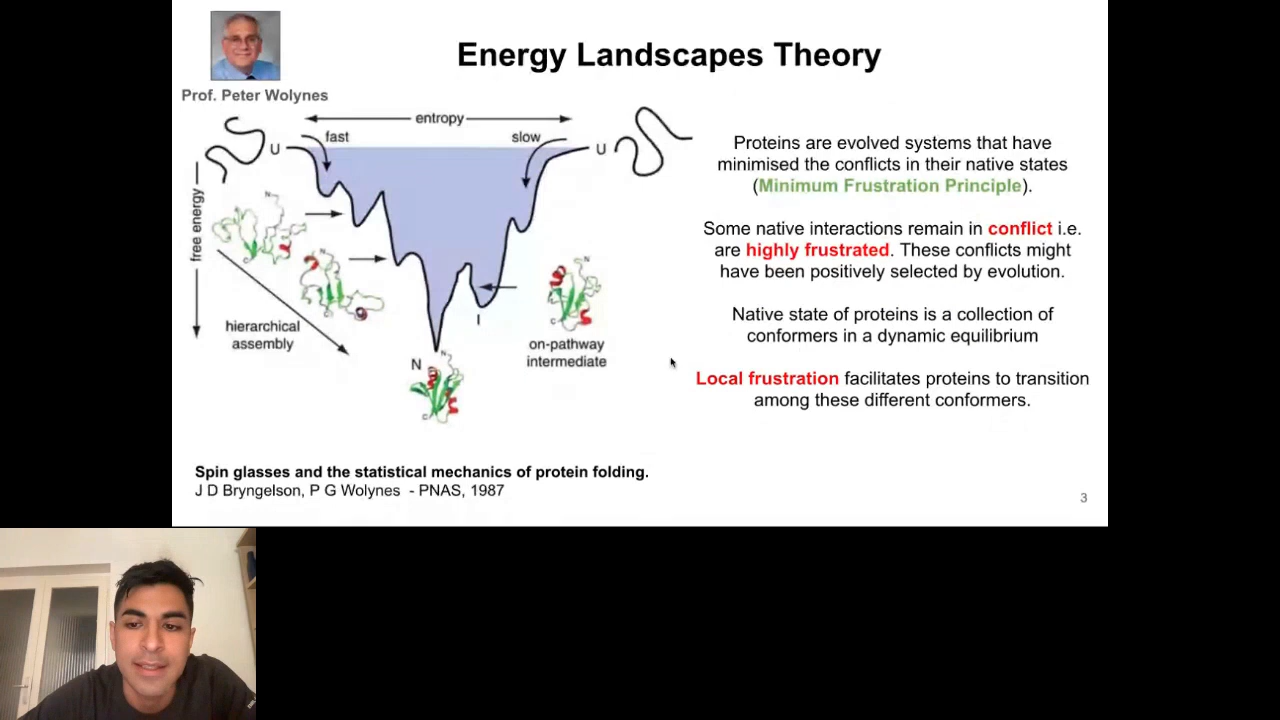 Energy Landscapes Theory
Prof. Peter Wolynes
entropy
fast
slow
U
U
free energy
N
N
N
C
C
hierarchical
assembly
I
on-pathway
intermediate
N
N
C
Proteins are evolved systems that have
minimised the conflicts in their native states
(Minimum Frustration Principle).
Some native interactions remain in conflict i.e.
are highly frustrated. These conflicts might
have been positively selected by evolution.
Native state of proteins is a collection of
conformers in a dynamic equilibrium
Local frustration facilitates proteins to transition
among these different conformers.
Spin glasses and the statistical mechanics of protein folding.
J D Bryngelson, P G Wolynes - PNAS, 1987
3